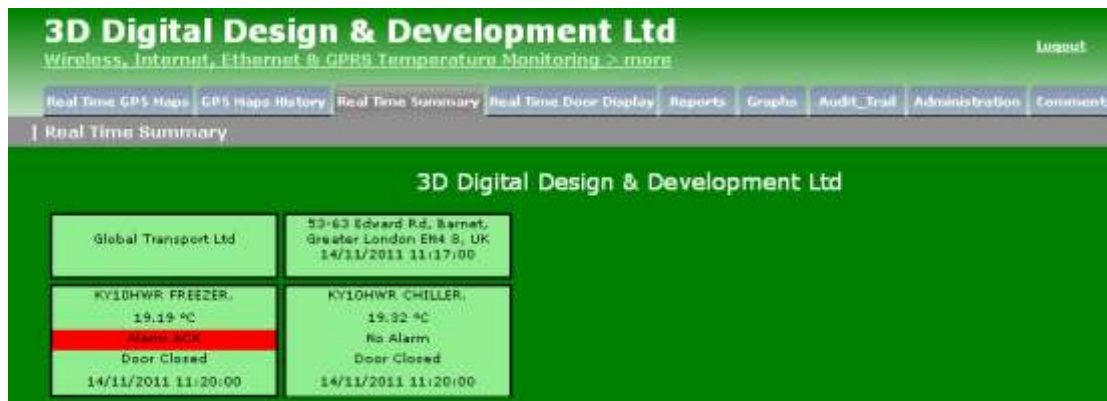 3D Digital Design & Development Ltd
Wireless, Internet, Ethernet & GPRS Temperature Monitoring > more
Logout
Real Time GPS Maps GPS Maps History Real Time Summary Real Time Door Display Reports Graphs Audit_Trail Administration Comment
| Real Time Summary
3D Digital Design & Development Ltd
Global Transport Ltd
53-63 Edward Rd, Barnet,
Greater London EN4 8, UK
14/11/2011 11:17:00
KY10HWR FREEZER.
19.19 ºC
Alarm ACK
Door Closed
14/11/2011 11:20:00
KY10HWR CHILLER.
19.32 ºC
No Alarm
Door Closed
14/11/2011 11:20:00